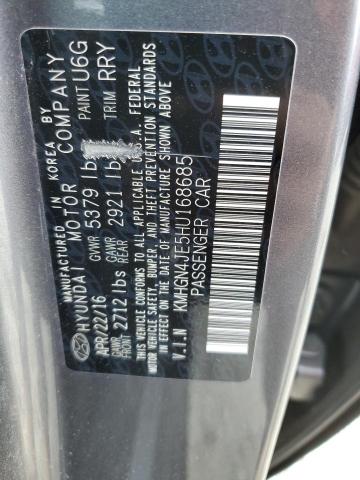 MANUFACTURED IN KOREA BY
HYUNDAI MOTOR COMPANY
APR/22/16 GVWR 5379 lbs PAINT U6G
GAWR FRONT 2712 lbs GAWR REAR 2921 lbs TRIM RRY
THIS VEHICLE CONFORMS TO ALL APPLICABLE U.S.A. FEDERAL
MOTOR VEHICLE SAFETY, BUMPER, AND THEFT PREVENTION STANDARDS
IN EFFECT ON THE DATE OF MANUFACTURE SHOWN ABOVE.
V.I.N KMHGN4JE5HU168685
PASSENGER CAR